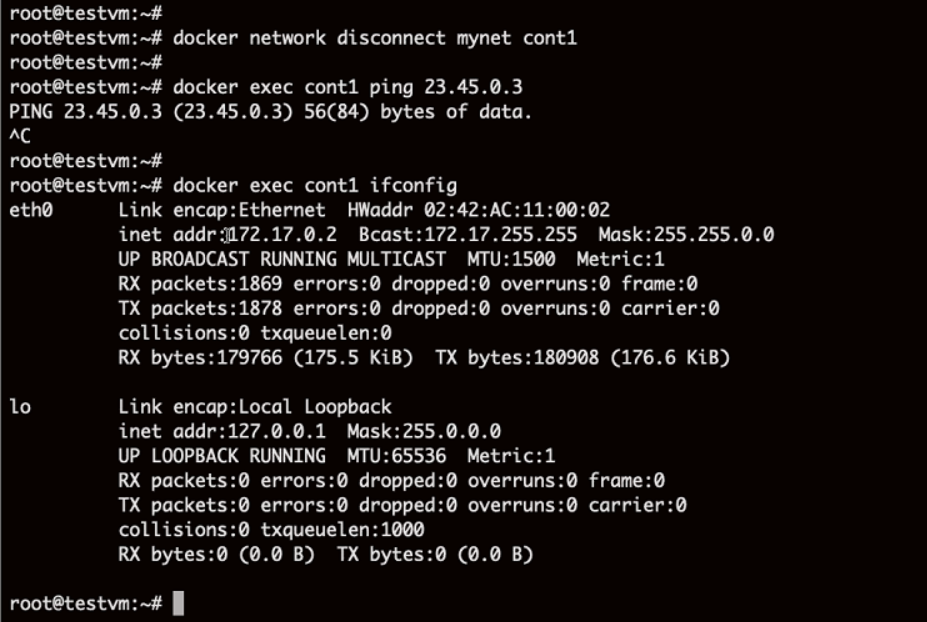 root@testvm:~#
root@testvm:~# docker network disconnect mynet cont1
root@testvm:~#
root@testvm:~# docker exec cont1 ping 23.45.0.3
PING 23.45.0.3 (23.45.0.3) 56(84) bytes of data.
^C
root@testvm:~#
root@testvm:~# docker exec cont1 ifconfig
eth0      Link encap:Ethernet  HWaddr 02:42:AC:11:00:02
          inet addr:172.17.0.2  Bcast:172.17.255.255  Mask:255.255.0.0
          UP BROADCAST RUNNING MULTICAST  MTU:1500  Metric:1
          RX packets:1869 errors:0 dropped:0 overruns:0 frame:0
          TX packets:1878 errors:0 dropped:0 overruns:0 carrier:0
          collisions:0 txqueuelen:0
          RX bytes:179766 (175.5 KiB)  TX bytes:180908 (176.6 KiB)

lo        Link encap:Local Loopback
          inet addr:127.0.0.1  Mask:255.0.0.0
          UP LOOPBACK RUNNING  MTU:65536  Metric:1
          RX packets:0 errors:0 dropped:0 overruns:0 frame:0
          TX packets:0 errors:0 dropped:0 overruns:0 carrier:0
          collisions:0 txqueuelen:1000
          RX bytes:0 (0.0 B)  TX bytes:0 (0.0 B)

root@testvm:~#